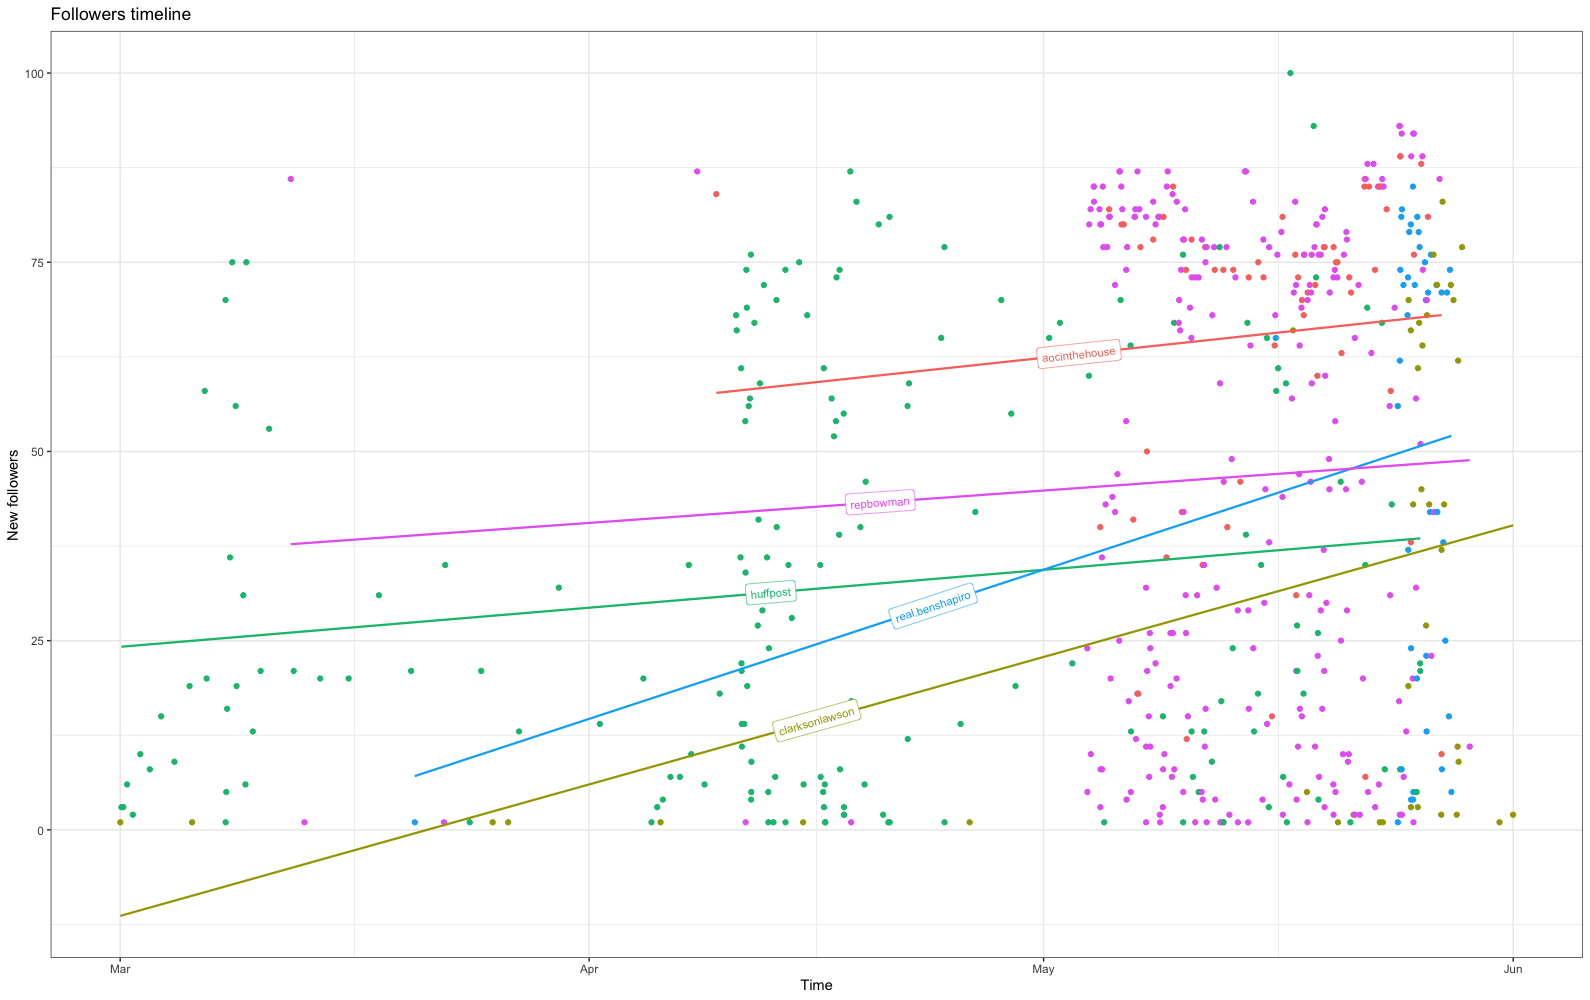 Followers timeline
New followers
100
75
50
25
0
aocinthehouse
repbowman
huffpost
real.benshapiro
clarksonlawson
Mar
Apr
May
Jun
Time